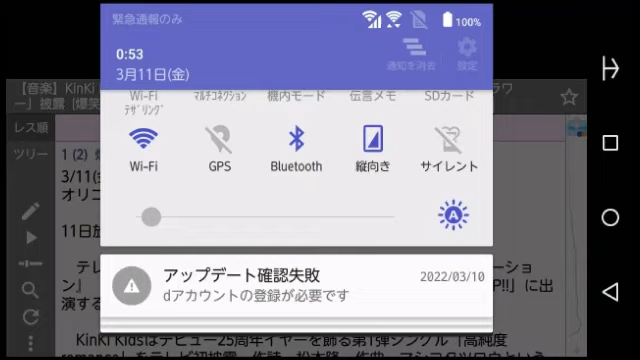 緊急通報のみ
100%
0:53
3月11日(金)
通知を消去
設定
【音楽】KinKi
ー」披露 [爆笑
ラワ
Wi-Fi
テザリング
マルチコネクション
機内モード
伝言メモ
SDカード
レス順
ツリー
1 (2)
Wi-Fi
GPS
Bluetooth
縦向き
サイレント
3/11(金
オリコ
A
11日放
テレ
ーション
アップデート確認失敗
2022/03/10
dアカウントの登録が必要です
P!!」に出
演する
KinKi Kidsはデビュー25周年イヤーを飾る第1弾シングル「高純度